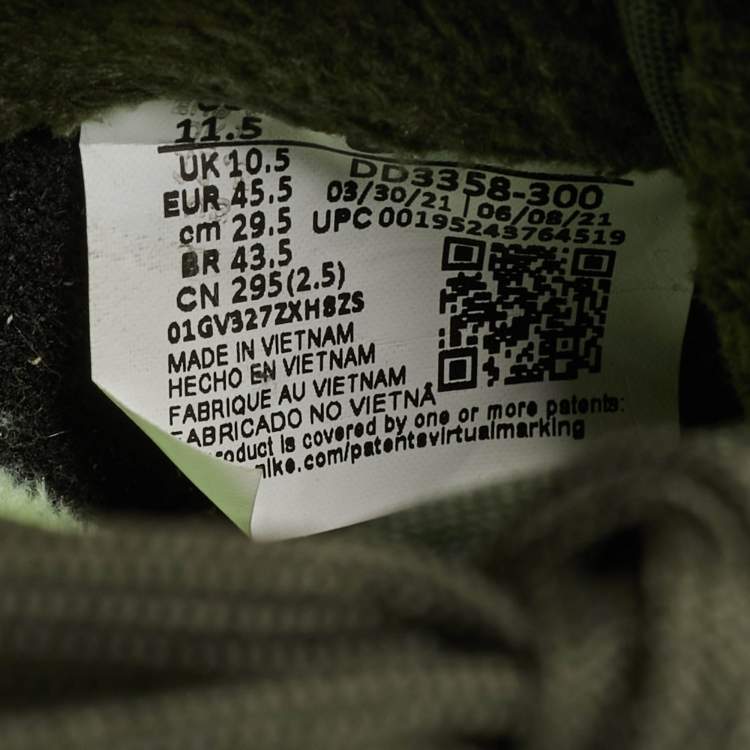 11.5
UK 10.5
EUR 45.5
cm 29.5
BR 43.5
CN 295(2.5)
01GV327ZXH8ZS
MADE IN VIETNAM
HECHO EN VIETNAM
FABRIQUE AU VIETNAM
FABRICADO NO VIETNÃ
roduct is covered by one or more patents:
nike.com/patentsvirtualmarking
DD3358-300
03/30/21 | 06/08/21
UPC 00195243764519